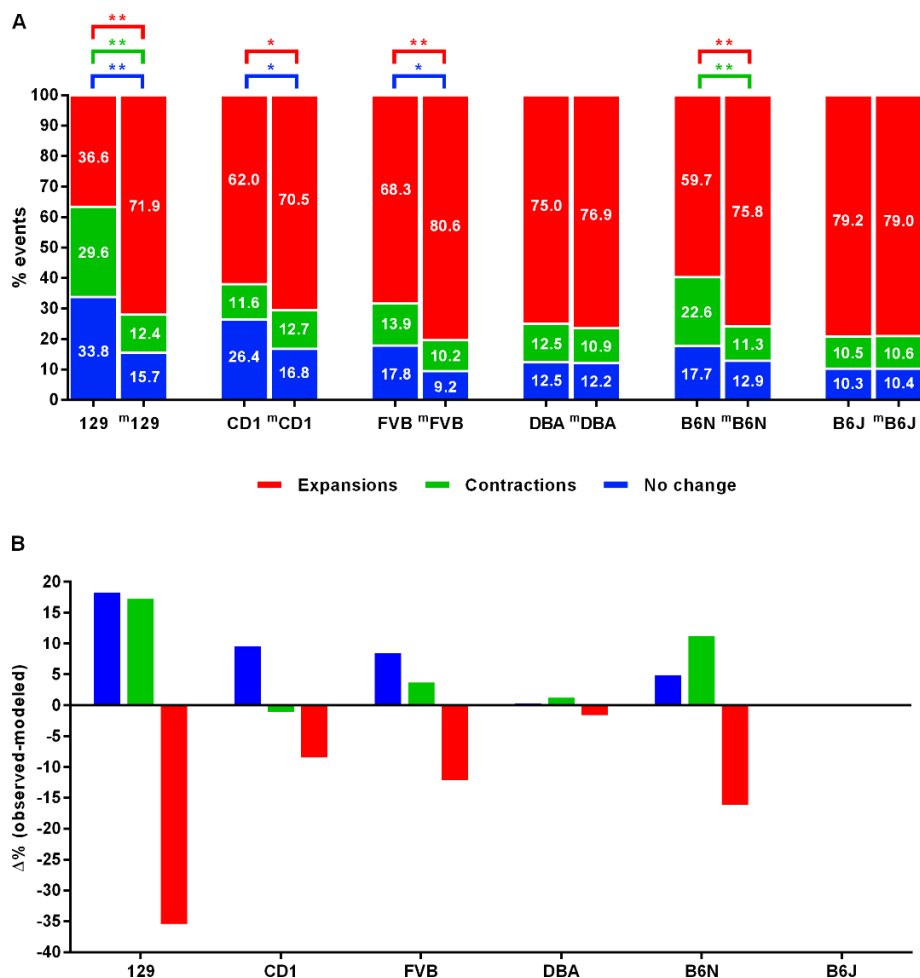 A
** * ** **
** **
** * *
100
90
80
70
60
50
40
30
20
10
0
% events
36.6 71.9 62.0 70.5 68.3 80.6 75.0 76.9 59.7 75.8 79.2 79.0
29.6 12.4 11.6 12.7 13.9 10.2 12.5 10.9 22.6 11.3 10.5 10.6
33.8 15.7 26.4 16.8 17.8 9.2 12.5 12.2 17.7 12.9 10.3 10.4
129 ᵐ129 CD1 ᵐCD1 FVB ᵐFVB DBA ᵐDBA B6N ᵐB6N B6J ᵐB6J
Expansions Contractions No change
B
20
15
10
5
0
-5
-10
-15
-20
-25
-30
-35
-40
Δ% (observed-modeled)
129 CD1 FVB DBA B6N B6J